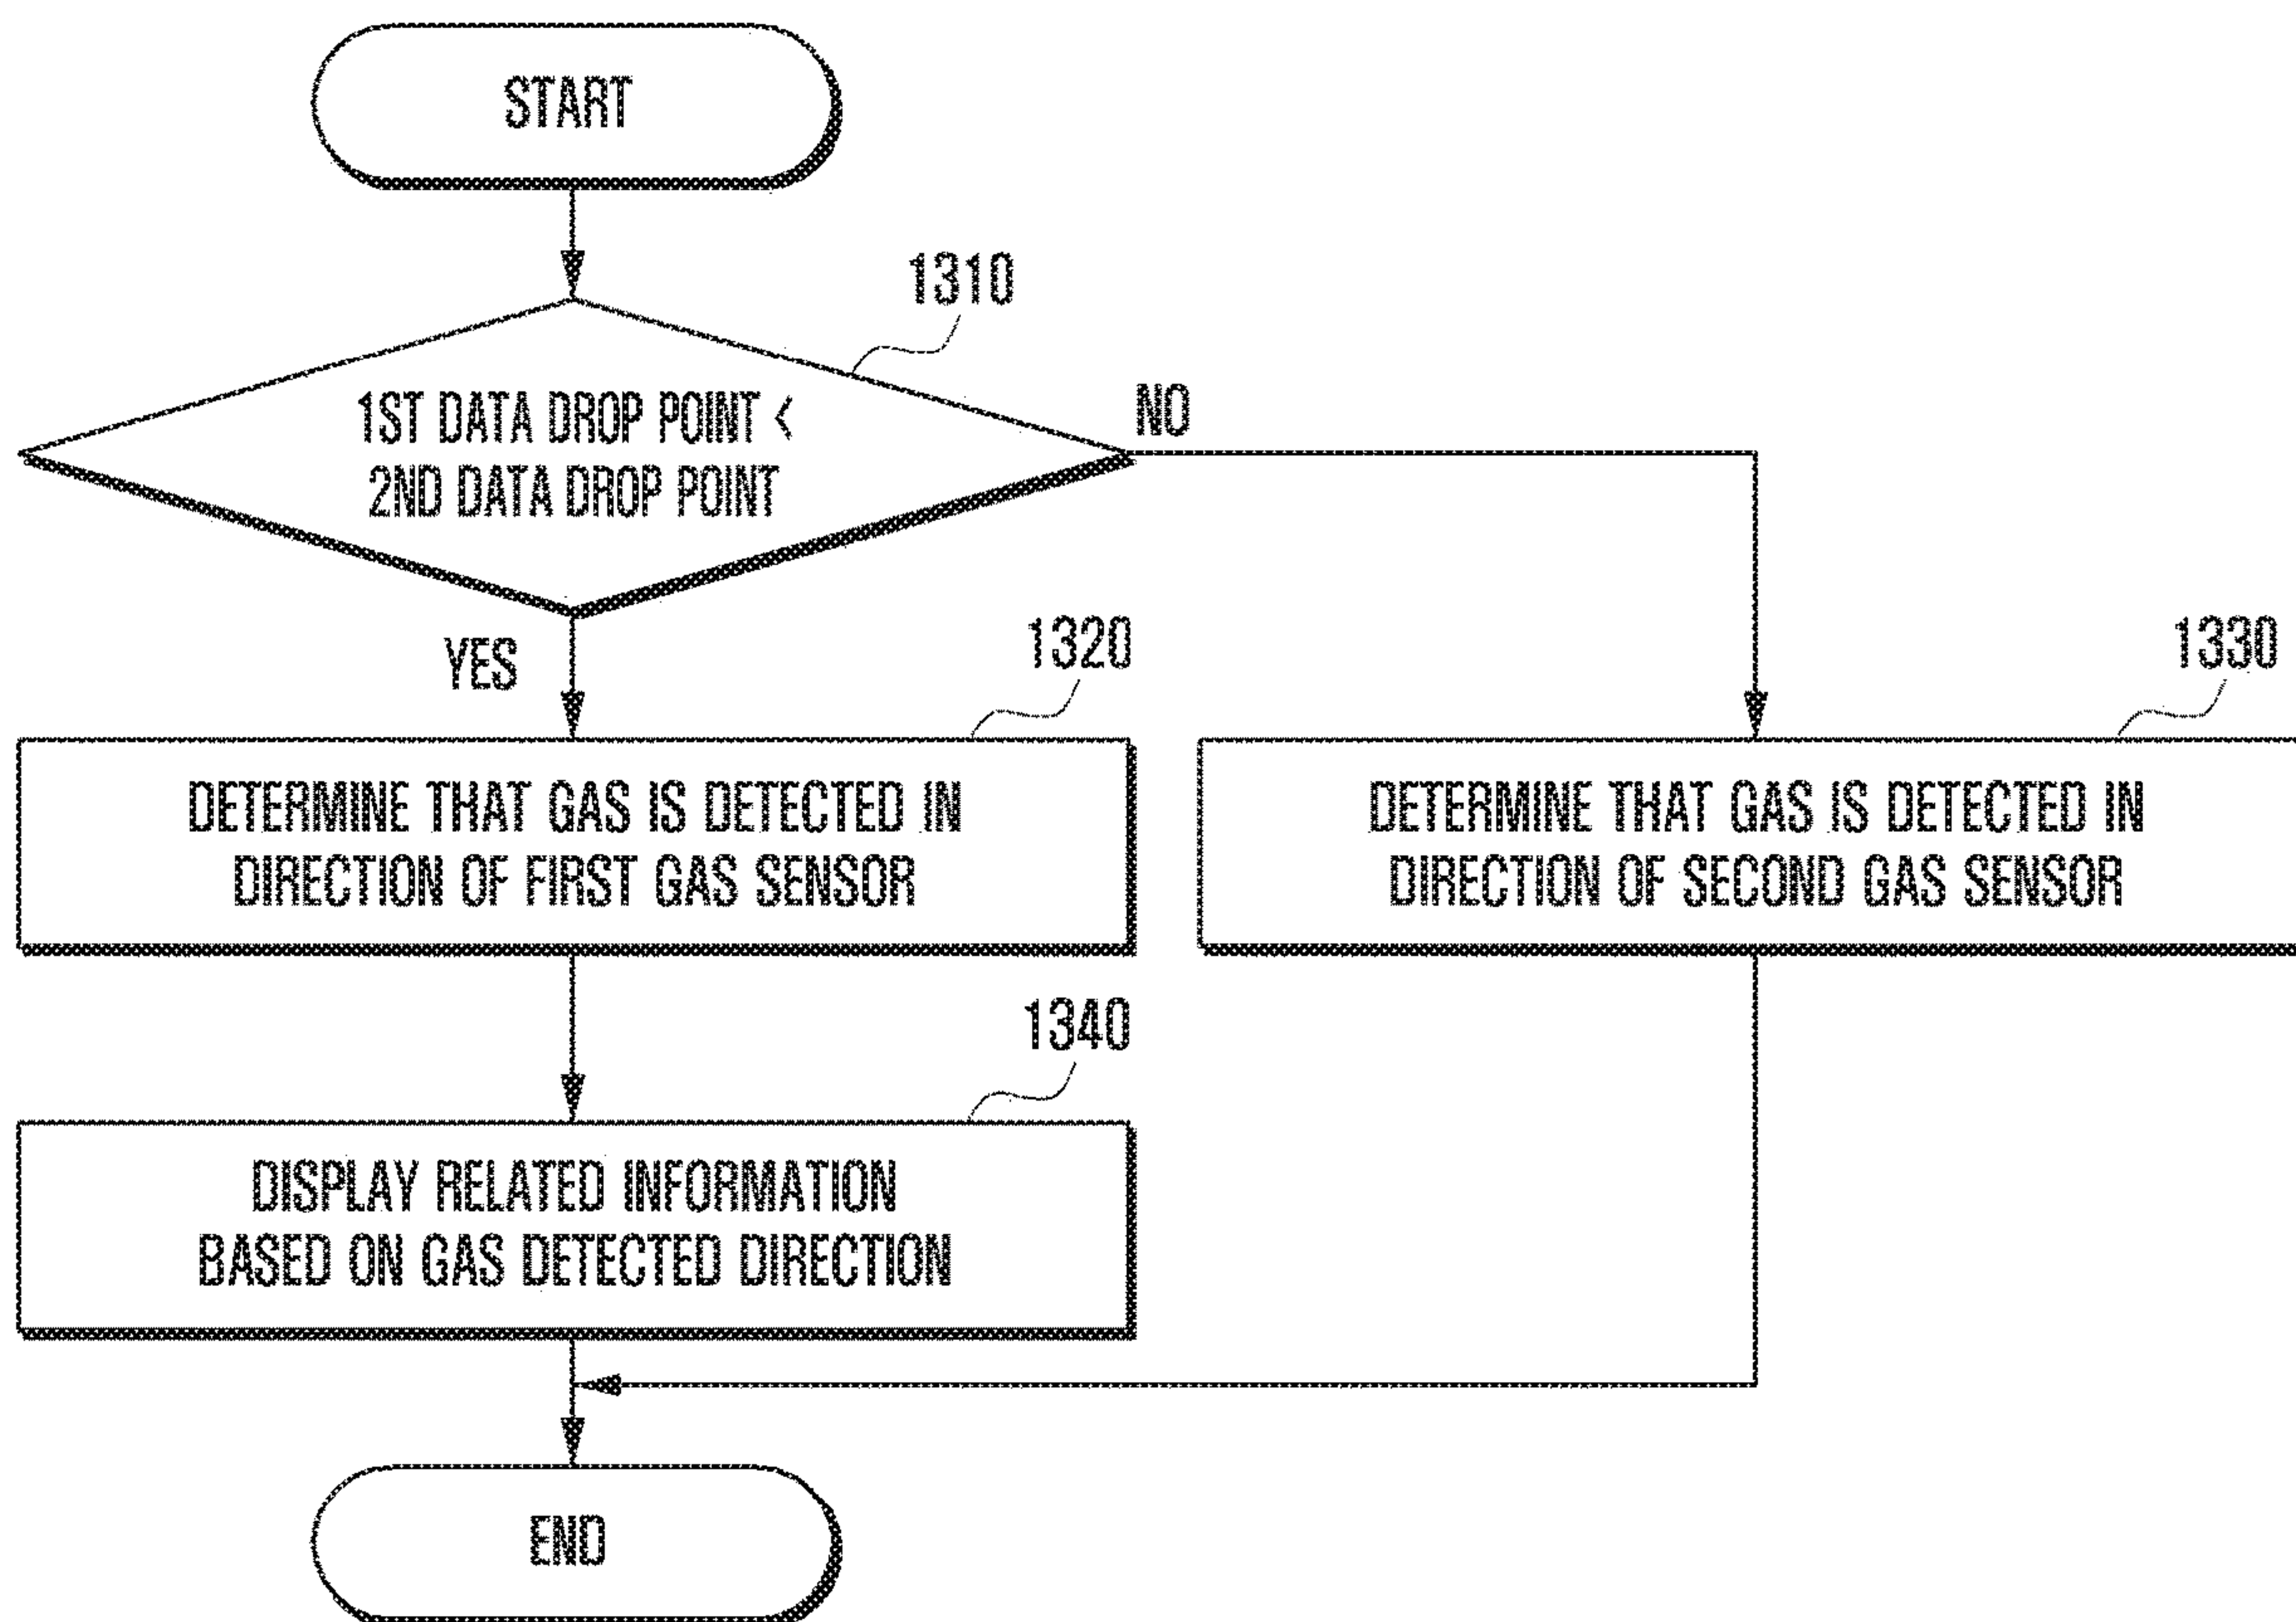 START
1310
1ST DATA DROP POINT <
2ND DATA DROP POINT
NO
YES
1320
DETERMINE THAT GAS IS DETECTED IN
DIRECTION OF FIRST GAS SENSOR
1330
DETERMINE THAT GAS IS DETECTED IN
DIRECTION OF SECOND GAS SENSOR
1340
DISPLAY RELATED INFORMATION
BASED ON GAS DETECTED DIRECTION
END